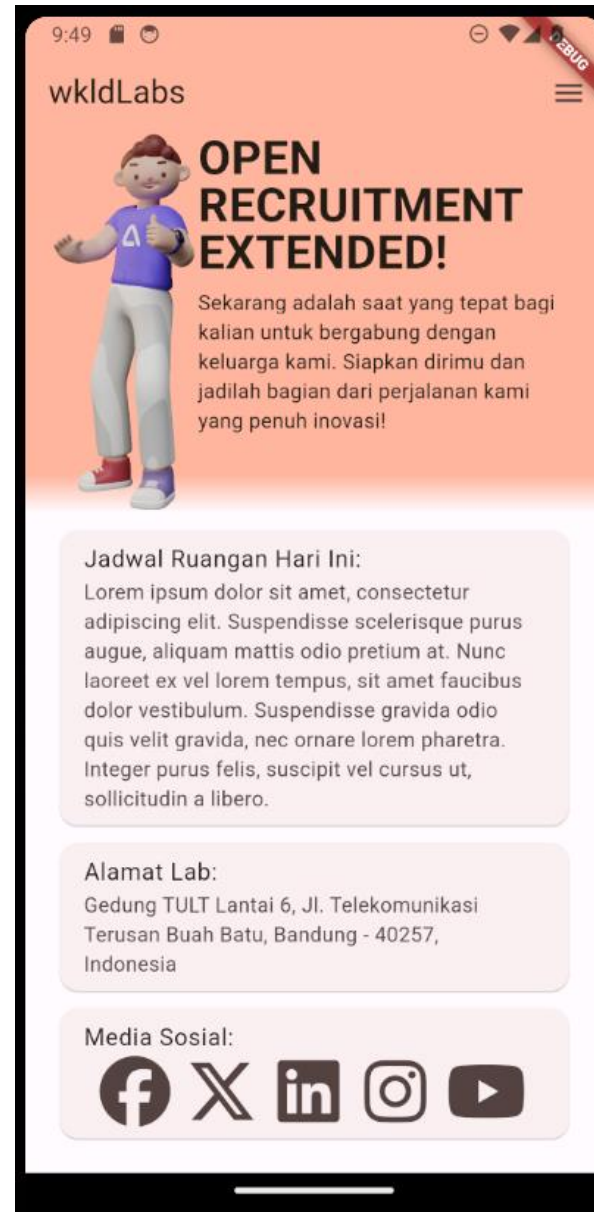 9:49
DEBUG
wkldLabs
OPEN
RECRUITMENT
EXTENDED!
Sekarang adalah saat yang tepat bagi
kalian untuk bergabung dengan
keluarga kami. Siapkan dirimu dan
jadilah bagian dari perjalanan kami
yang penuh inovasi!
Jadwal Ruangan Hari Ini:
Lorem ipsum dolor sit amet, consectetur
adipiscing elit. Suspendisse scelerisque purus
augue, aliquam mattis odio pretium at. Nunc
laoreet ex vel lorem tempus, sit amet faucibus
dolor vestibulum. Suspendisse gravida odio
quis velit gravida, nec ornare lorem pharetra.
Integer purus felis, suscipit vel cursus ut,
sollicitudin a libero.
Alamat Lab:
Gedung TULT Lantai 6, Jl. Telekomunikasi
Terusan Buah Batu, Bandung - 40257,
Indonesia
Media Sosial: